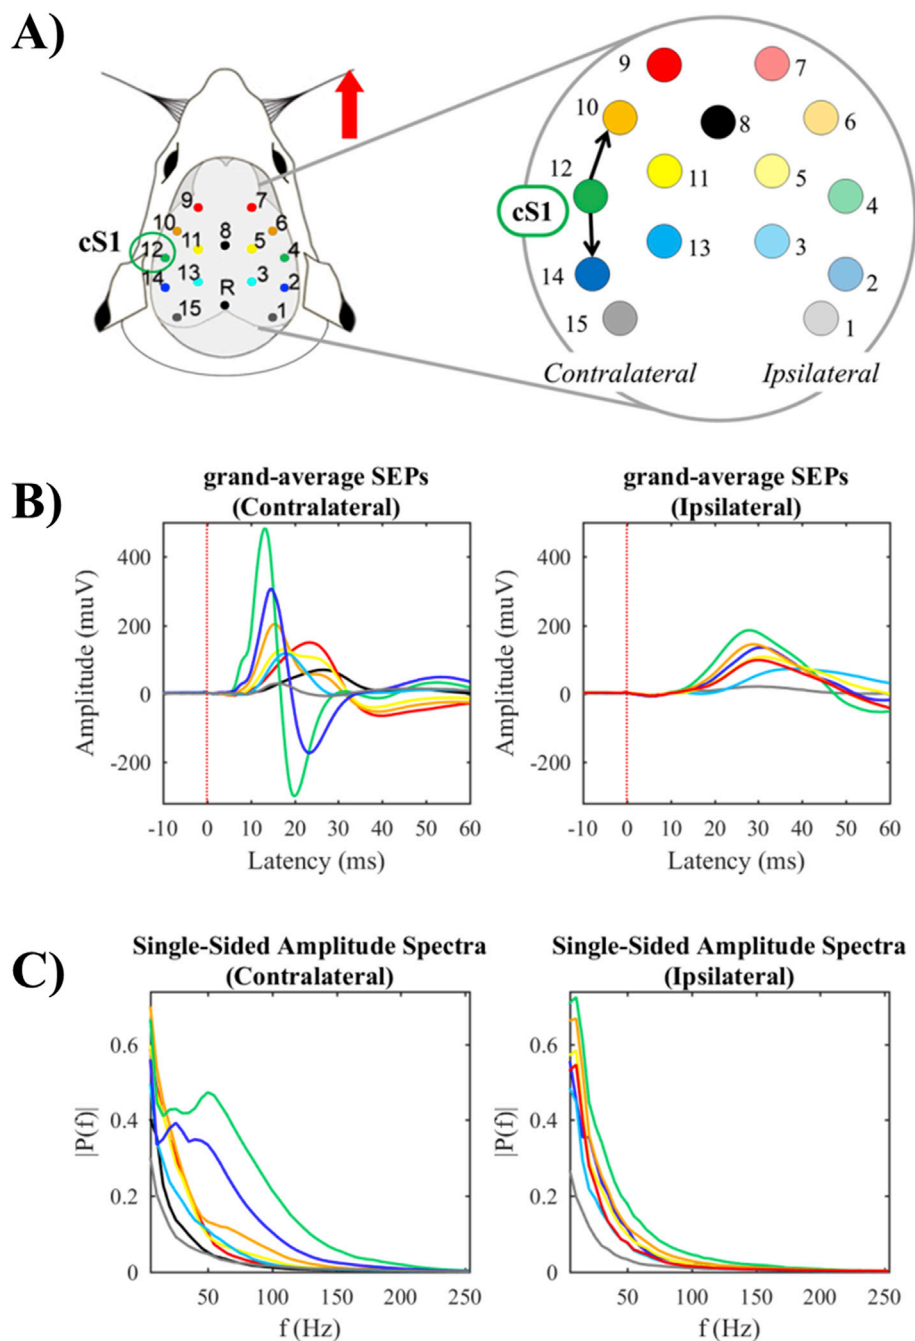 A)
9
7
10
8
6
cS1
12
11
5
4
14
13
R
3
2
15
1
9
7
10
8
6
12
11
5
cS1
4
13
3
14
2
15
1
Contralateral
Ipsilateral
B)
grand-average SEPs
(Contralateral)
Amplitude (muV)
400
200
0
-200
-10 0 10 20 30 40 50 60
Latency (ms)
grand-average SEPs
(Ipsilateral)
Amplitude (muV)
400
200
0
-200
-10 0 10 20 30 40 50 60
Latency (ms)
C)
Single-Sided Amplitude Spectra
(Contralateral)
|P(f)|
0.6
0.4
0.2
0
50 100 150 200 250
f (Hz)
Single-Sided Amplitude Spectra
(Ipsilateral)
|P(f)|
0.6
0.4
0.2
0
50 100 150 200 250
f (Hz)